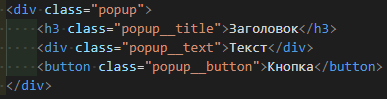 <div class="popup">
    <h3 class="popup__title">Заголовок</h3>
    <div class="popup__text">Текст</div>
    <button class="popup__button">Кнопка</button>
</div>